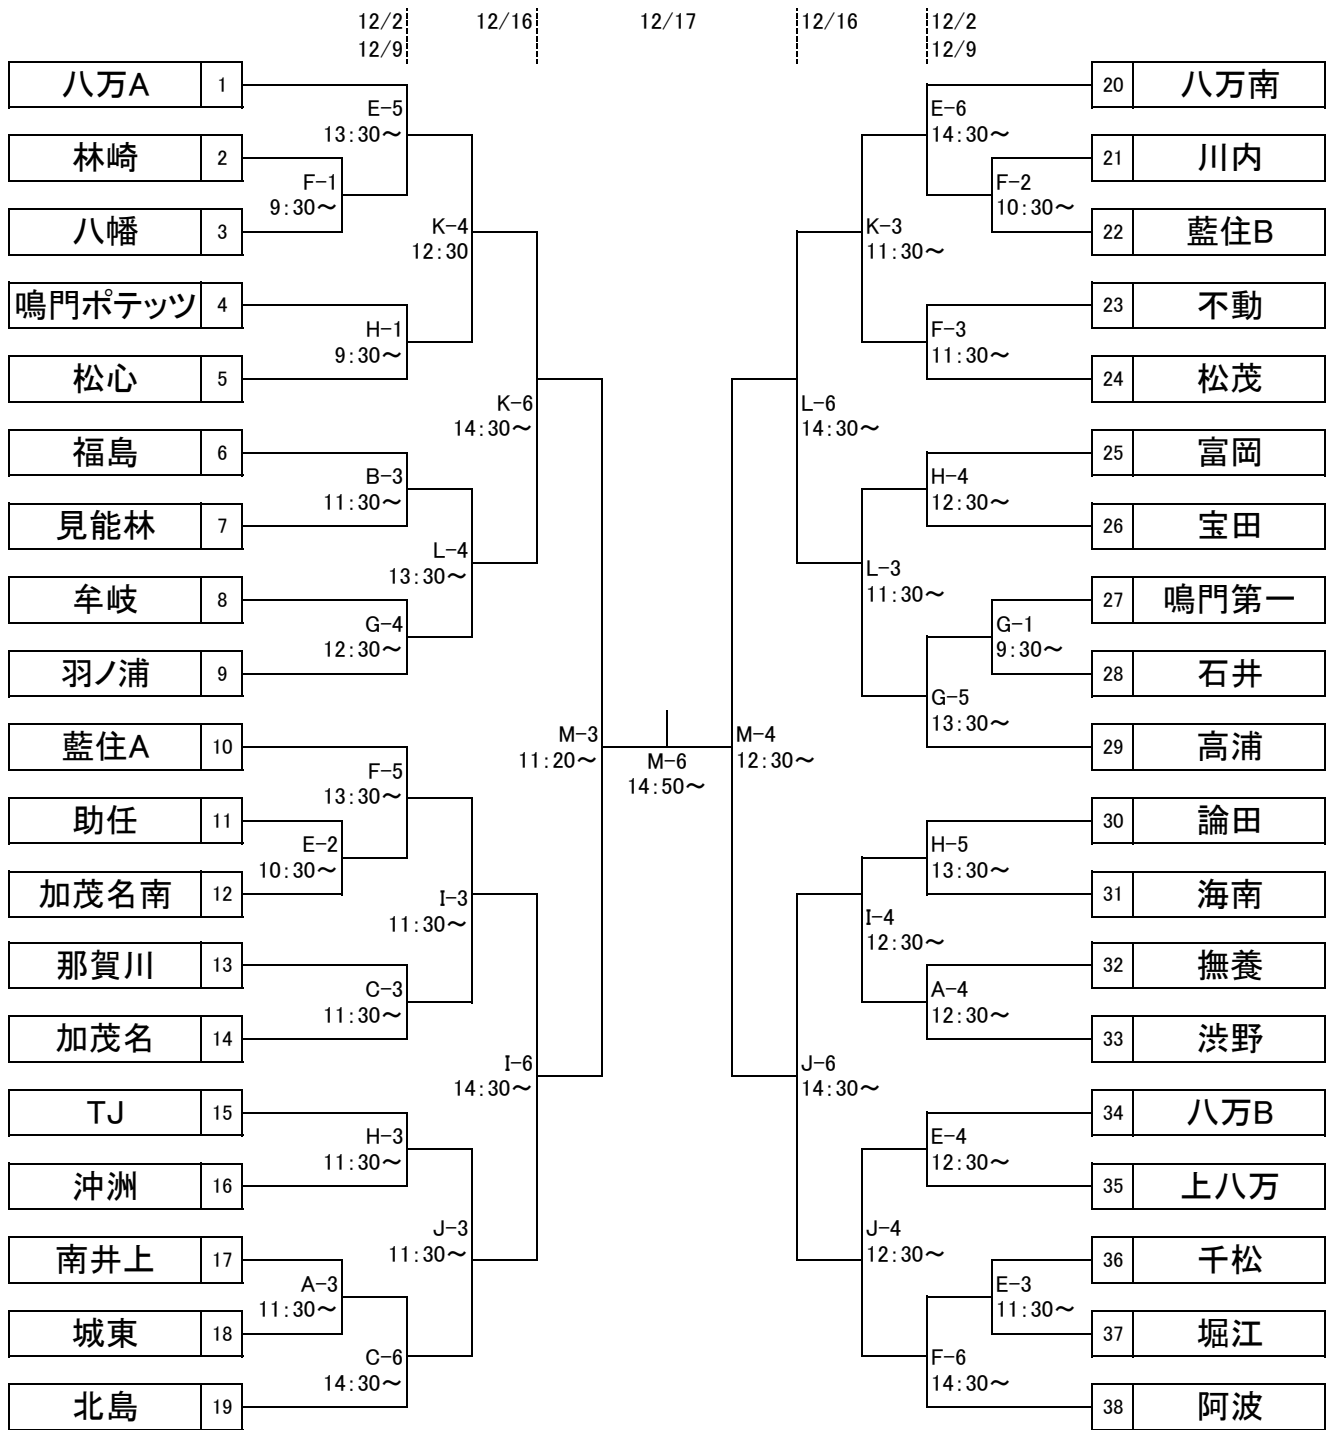 12/2 12/16 12/17 12/16 12/2
12/9 12/9
八万A 1
林崎 2
八幡 3
鳴門ポテッツ 4
松心 5
福島 6
見能林 7
牟岐 8
羽ノ浦 9
藍住A 10
助任 11
加茂名南 12
那賀川 13
加茂名 14
TJ 15
沖洲 16
南井上 17
城東 18
北島 19
E-5
13:30～
F-1
9:30～
K-4
12:30
H-1
9:30～
K-6
14:30～
B-3
11:30～
L-4
13:30～
G-4
12:30～
M-3
11:20～
F-5
13:30～
E-2
10:30～
I-3
11:30～
C-3
11:30～
I-6
14:30～
H-3
11:30～
J-3
11:30～
A-3
11:30～
C-6
14:30～
M-6
14:50～
M-4
12:30～
E-6
14:30～
F-2
10:30～
K-3
11:30～
F-3
11:30～
L-6
14:30～
H-4
12:30～
L-3
11:30～
G-1
9:30～
G-5
13:30～
H-5
13:30～
I-4
12:30～
A-4
12:30～
J-6
14:30～
E-4
12:30～
J-4
12:30～
E-3
11:30～
F-6
14:30～
20 八万南
21 川内
22 藍住B
23 不動
24 松茂
25 富岡
26 宝田
27 鳴門第一
28 石井
29 高浦
30 論田
31 海南
32 撫養
33 渋野
34 八万B
35 上八万
36 千松
37 堀江
38 阿波